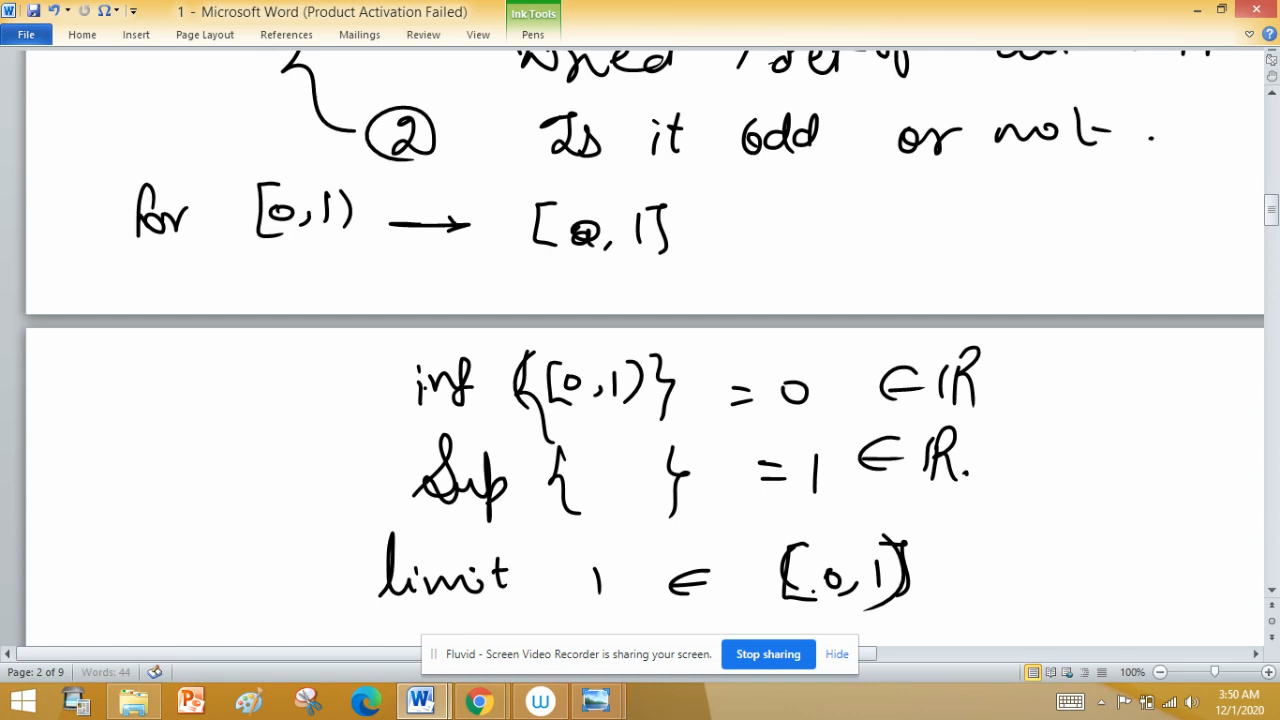 1 - Microsoft Word (Product Activation Failed)
Ink Tools
File Home Insert Page Layout References Mailings Review View Pens
② Is it odd or not .
for [0,1) → [0,1]
inf {[0,1)} = 0 ∈ ℝ
Sup { } = 1 ∈ ℝ.
limit 1 ∈ [0,1)
Fluvid - Screen Video Recorder is sharing your screen. Stop sharing Hide
Page: 2 of 9 Words: 44 100%
3:50 AM
12/1/2020